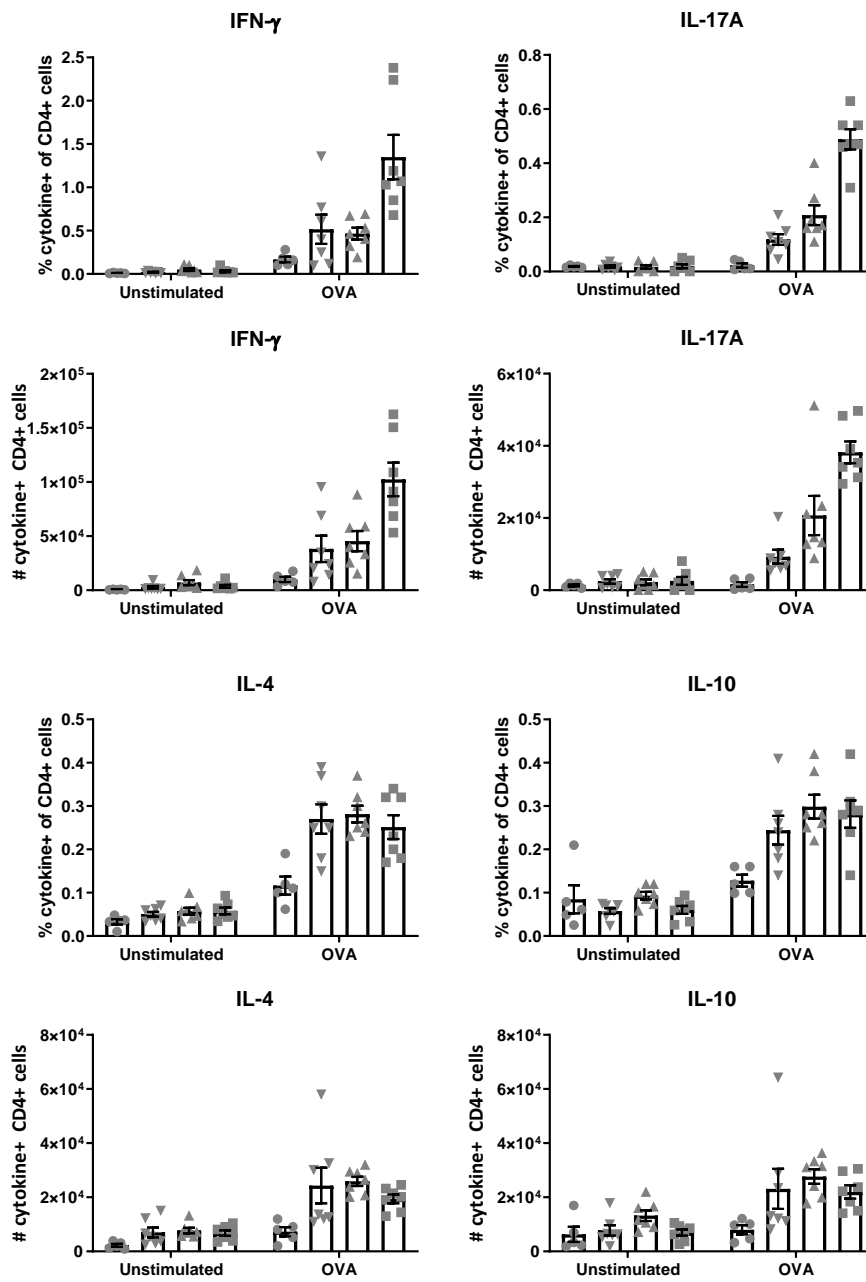 IFN-γ
% cytokine+ of CD4+ cells
2.5
2.0
1.5
1.0
0.5
0.0
Unstimulated OVA
IL-17A
% cytokine+ of CD4+ cells
0.8
0.6
0.4
0.2
0.0
Unstimulated OVA
IFN-γ
# cytokine+ CD4+ cells
2×10⁵
1.5×10⁵
1×10⁵
5×10⁴
0
Unstimulated OVA
IL-17A
# cytokine+ CD4+ cells
6×10⁴
4×10⁴
2×10⁴
0
Unstimulated OVA
IL-4
% cytokine+ of CD4+ cells
0.5
0.4
0.3
0.2
0.1
0.0
Unstimulated OVA
IL-10
% cytokine+ of CD4+ cells
0.5
0.4
0.3
0.2
0.1
0.0
Unstimulated OVA
IL-4
# cytokine+ CD4+ cells
8×10⁴
6×10⁴
4×10⁴
2×10⁴
0
Unstimulated OVA
IL-10
# cytokine+ CD4+ cells
8×10⁴
6×10⁴
4×10⁴
2×10⁴
0
Unstimulated OVA